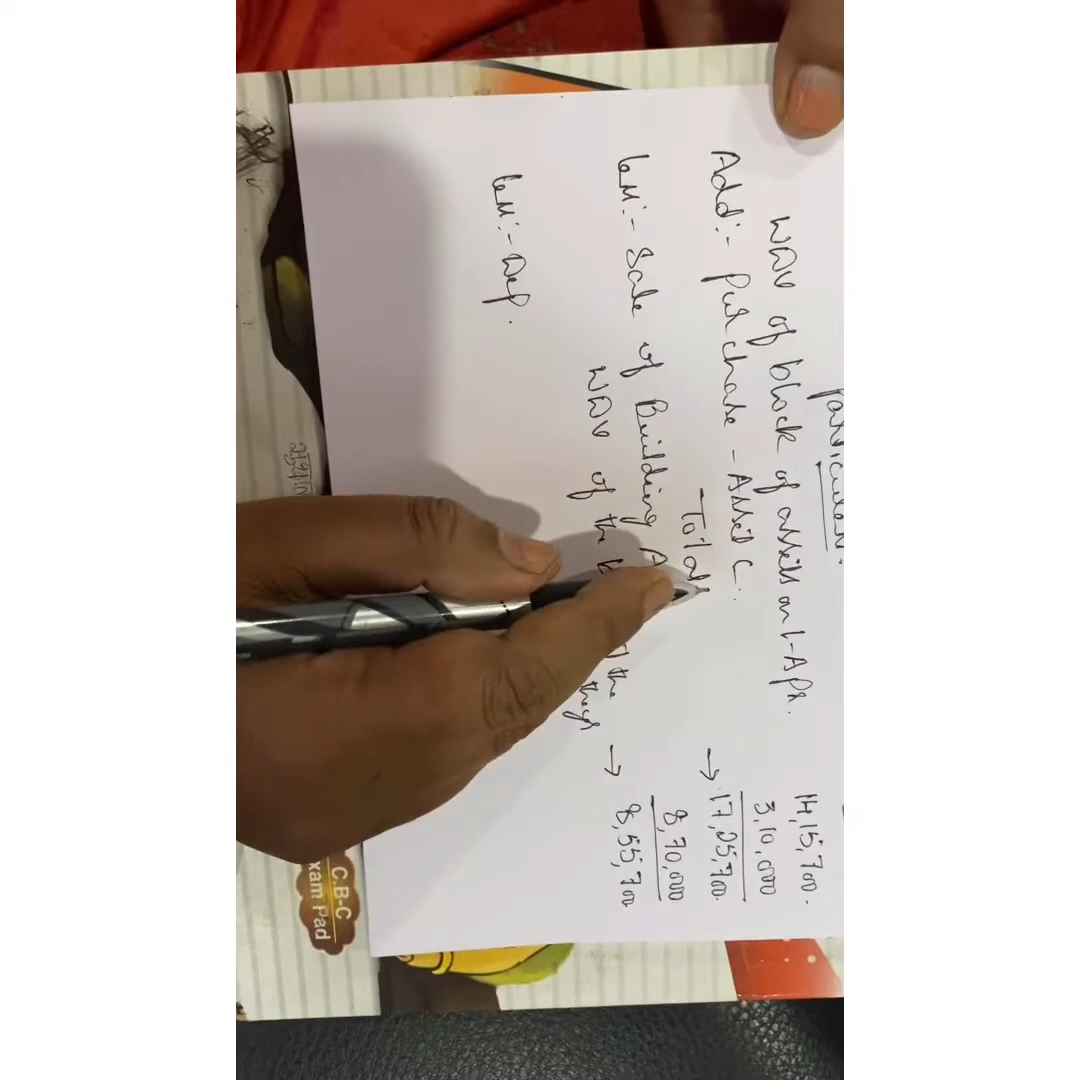 Particulars
WDV of block of assets on 1-Apr. 14,15,700.
Add:- Purchase - Asset C. 3,10,000
Total → 17,25,700.
Less:- Sale of Building A 8,70,000
WDV of the the → 8,55,700
Less:- Dep.
C.B-C
xam Pad